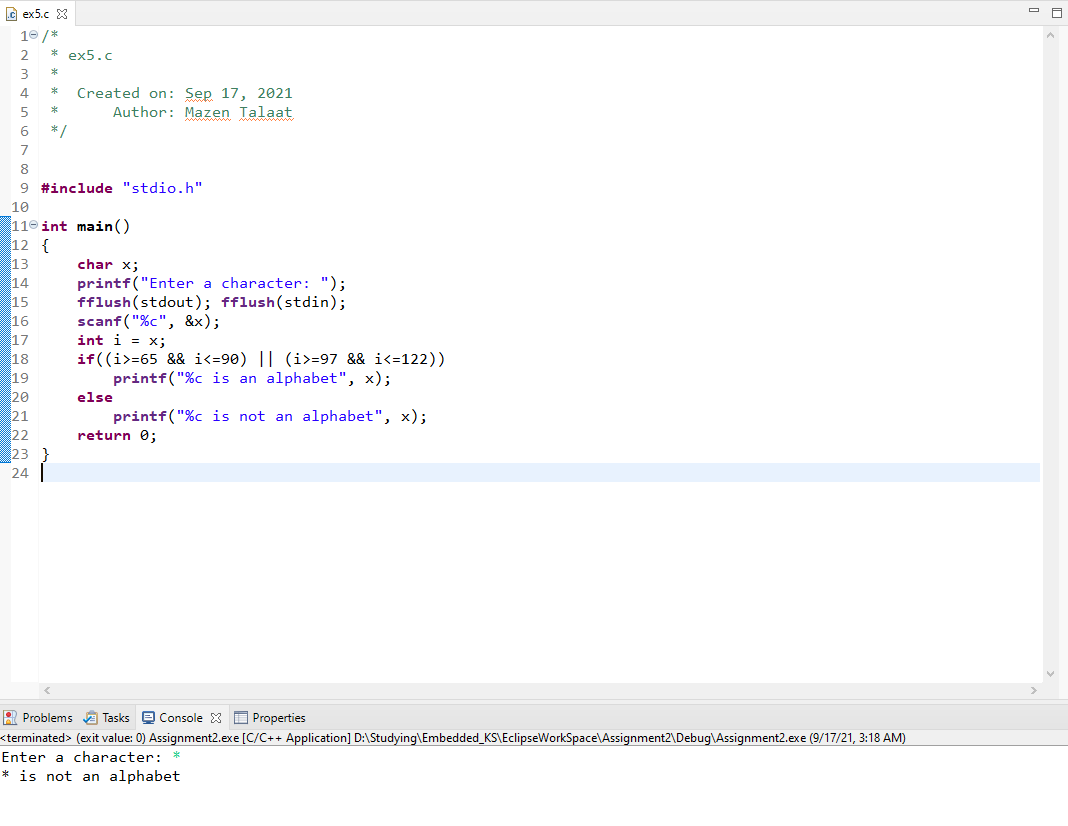 ex5.c
1 /*
2  * ex5.c
3  *
4  *  Created on: Sep 17, 2021
5  *      Author: Mazen Talaat
6  */
7
8
9 #include "stdio.h"
10
11 int main()
12 {
13     char x;
14     printf("Enter a character: ");
15     fflush(stdout); fflush(stdin);
16     scanf("%c", &x);
17     int i = x;
18     if((i>=65 && i<=90) || (i>=97 && i<=122))
19         printf("%c is an alphabet", x);
20     else
21         printf("%c is not an alphabet", x);
22     return 0;
23 }
24
Problems Tasks Console Properties
<terminated> (exit value: 0) Assignment2.exe [C/C++ Application] D:\Studying\Embedded_KS\EclipseWorkSpace\Assignment2\Debug\Assignment2.exe (9/17/21, 3:18 AM)
Enter a character: *
* is not an alphabet